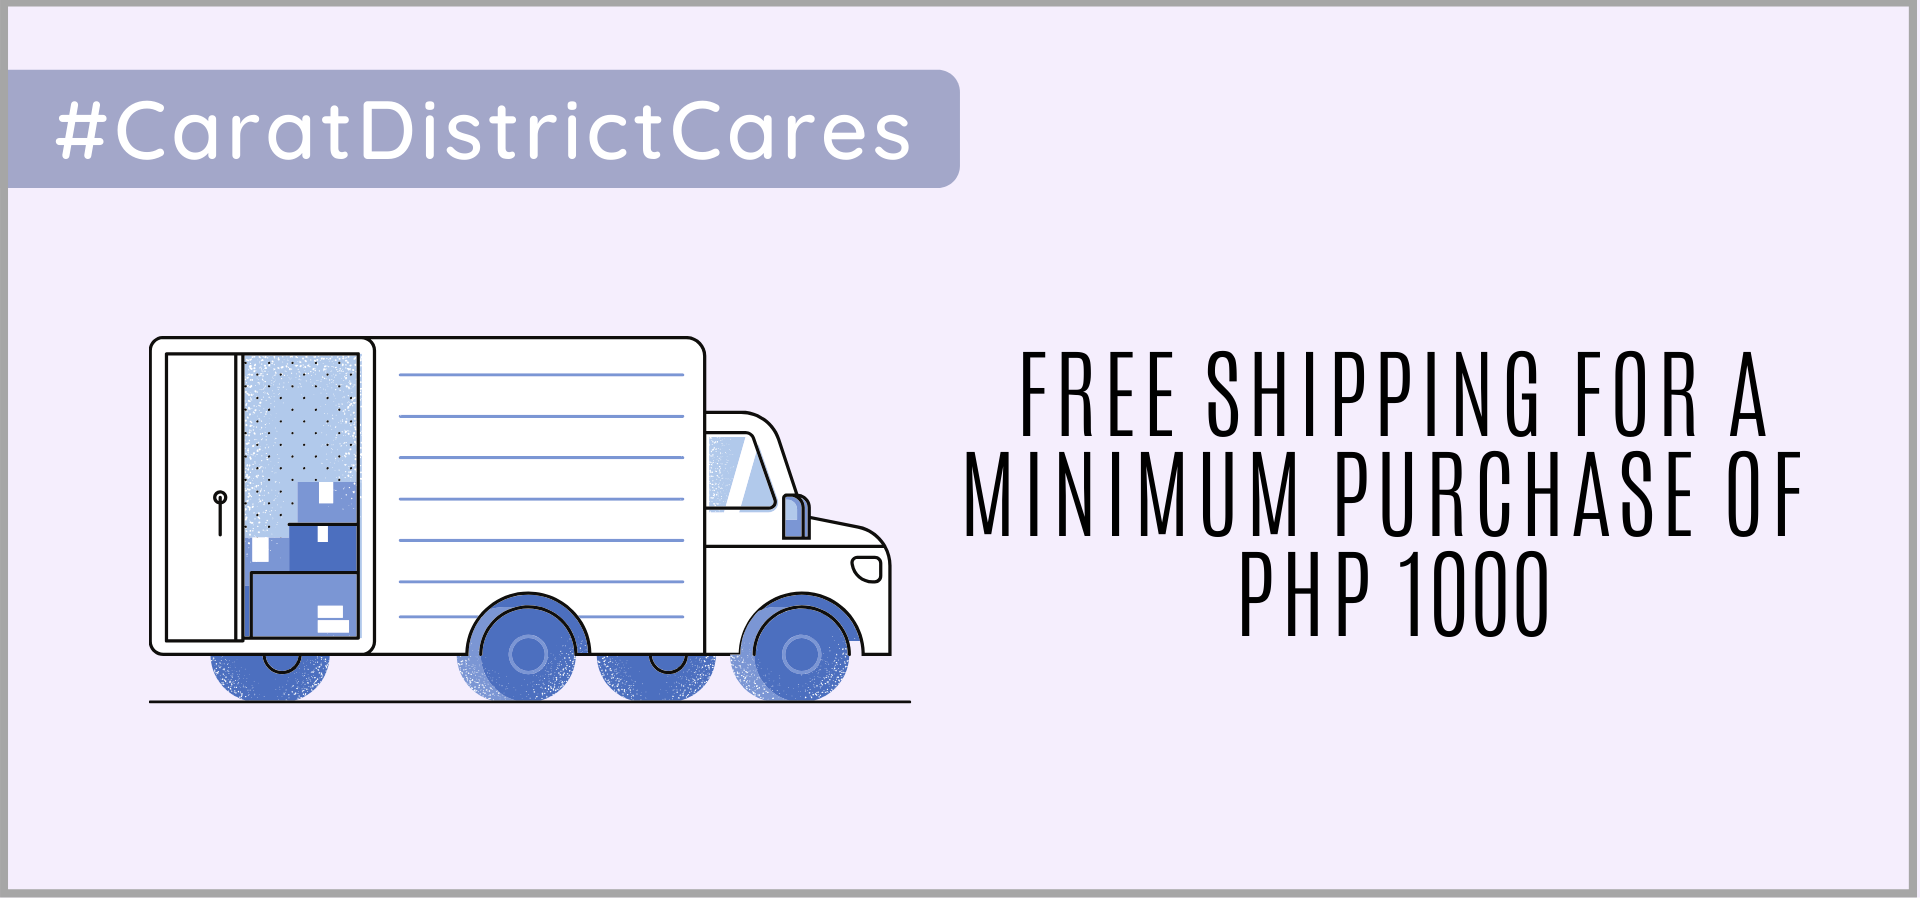 #CaratDistrictCares
FREE SHIPPING FOR A
MINIMUM PURCHASE OF
PHP 1000